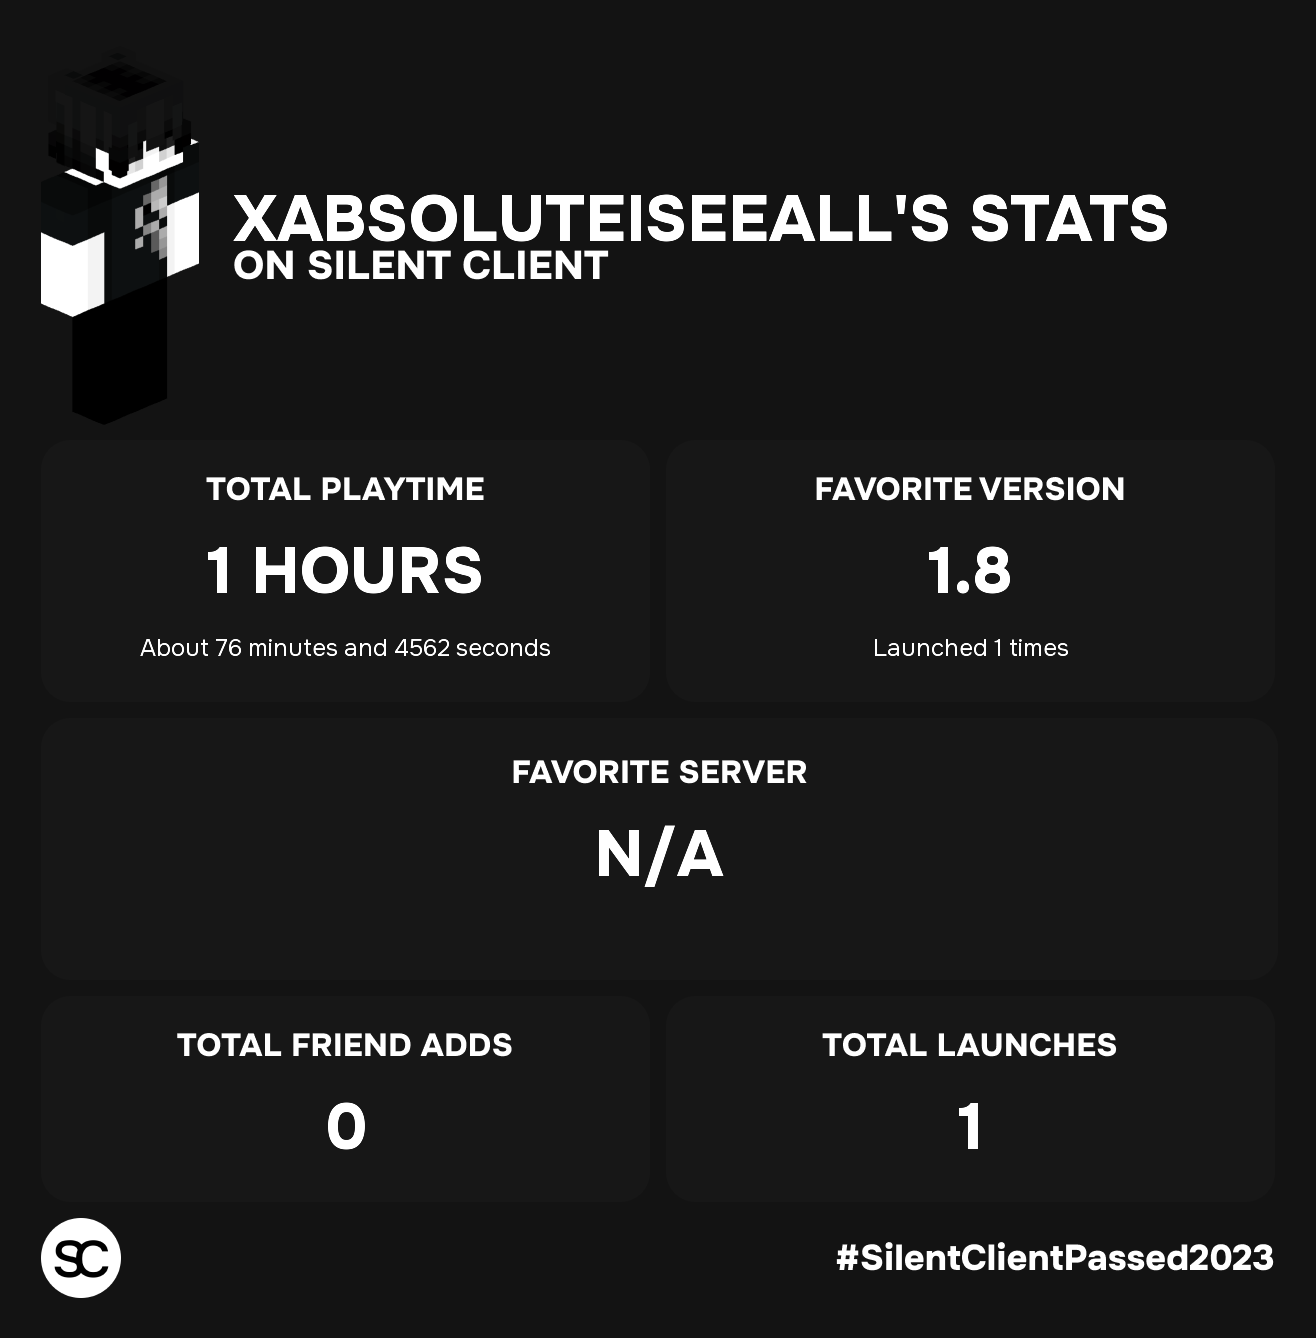 XABSOLUTEISEEALL'S STATS
ON SILENT CLIENT
TOTAL PLAYTIME
1 HOURS
About 76 minutes and 4562 seconds
FAVORITE VERSION
1.8
Launched 1 times
FAVORITE SERVER
N/A
TOTAL FRIEND ADDS
0
TOTAL LAUNCHES
1
SC
#SilentClientPassed2023